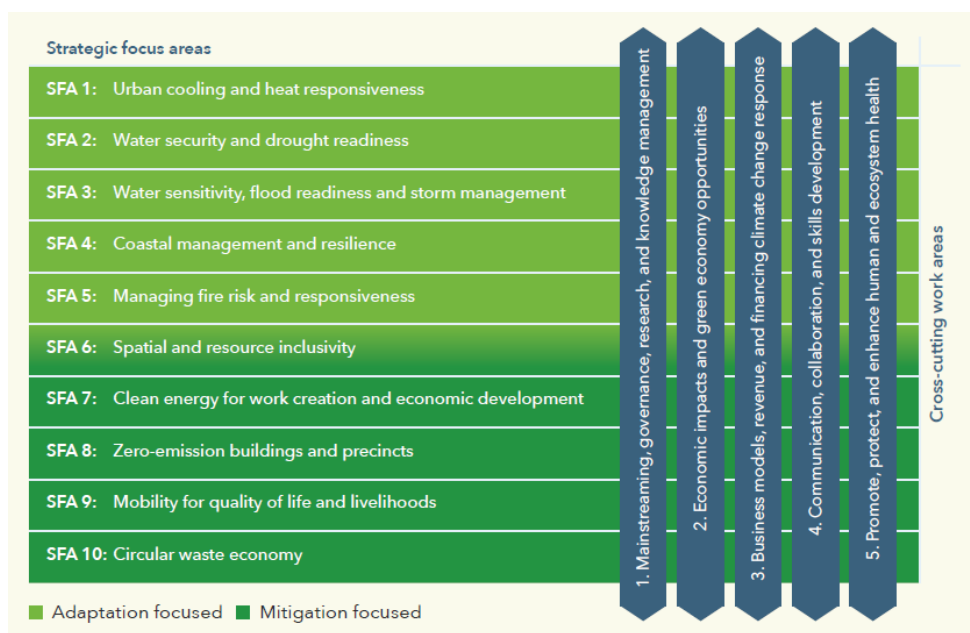 Strategic focus areas
SFA 1: Urban cooling and heat responsiveness
SFA 2: Water security and drought readiness
SFA 3: Water sensitivity, flood readiness and storm management
SFA 4: Coastal management and resilience
SFA 5: Managing fire risk and responsiveness
SFA 6: Spatial and resource inclusivity
SFA 7: Clean energy for work creation and economic development
SFA 8: Zero-emission buildings and precincts
SFA 9: Mobility for quality of life and livelihoods
SFA 10: Circular waste economy
1. Mainstreaming, governance, research, and knowledge management
2. Economic impacts and green economy opportunities
3. Business models, revenue, and financing climate change response
4. Communication, collaboration, and skills development
5. Promote, protect, and enhance human and ecosystem health
Cross-cutting work areas
Adaptation focused Mitigation focused